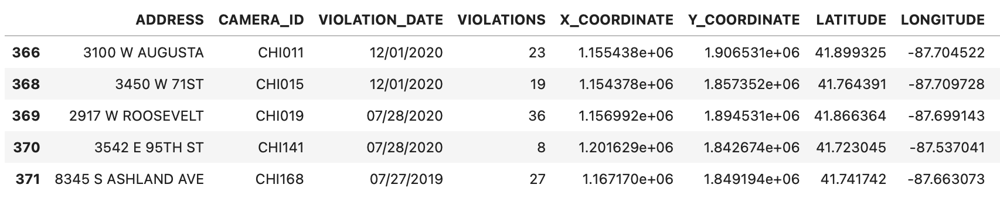 ADDRESS CAMERA_ID VIOLATION_DATE VIOLATIONS X_COORDINATE Y_COORDINATE LATITUDE LONGITUDE
366 3100 W AUGUSTA CHI011 12/01/2020 23 1.155438e+06 1.906531e+06 41.899325 -87.704522
368 3450 W 71ST CHI015 12/01/2020 19 1.154378e+06 1.857352e+06 41.764391 -87.709728
369 2917 W ROOSEVELT CHI019 07/28/2020 36 1.156992e+06 1.894531e+06 41.866364 -87.699143
370 3542 E 95TH ST CHI141 07/28/2020 8 1.201629e+06 1.842674e+06 41.723045 -87.537041
371 8345 S ASHLAND AVE CHI168 07/27/2019 27 1.167170e+06 1.849194e+06 41.741742 -87.663073